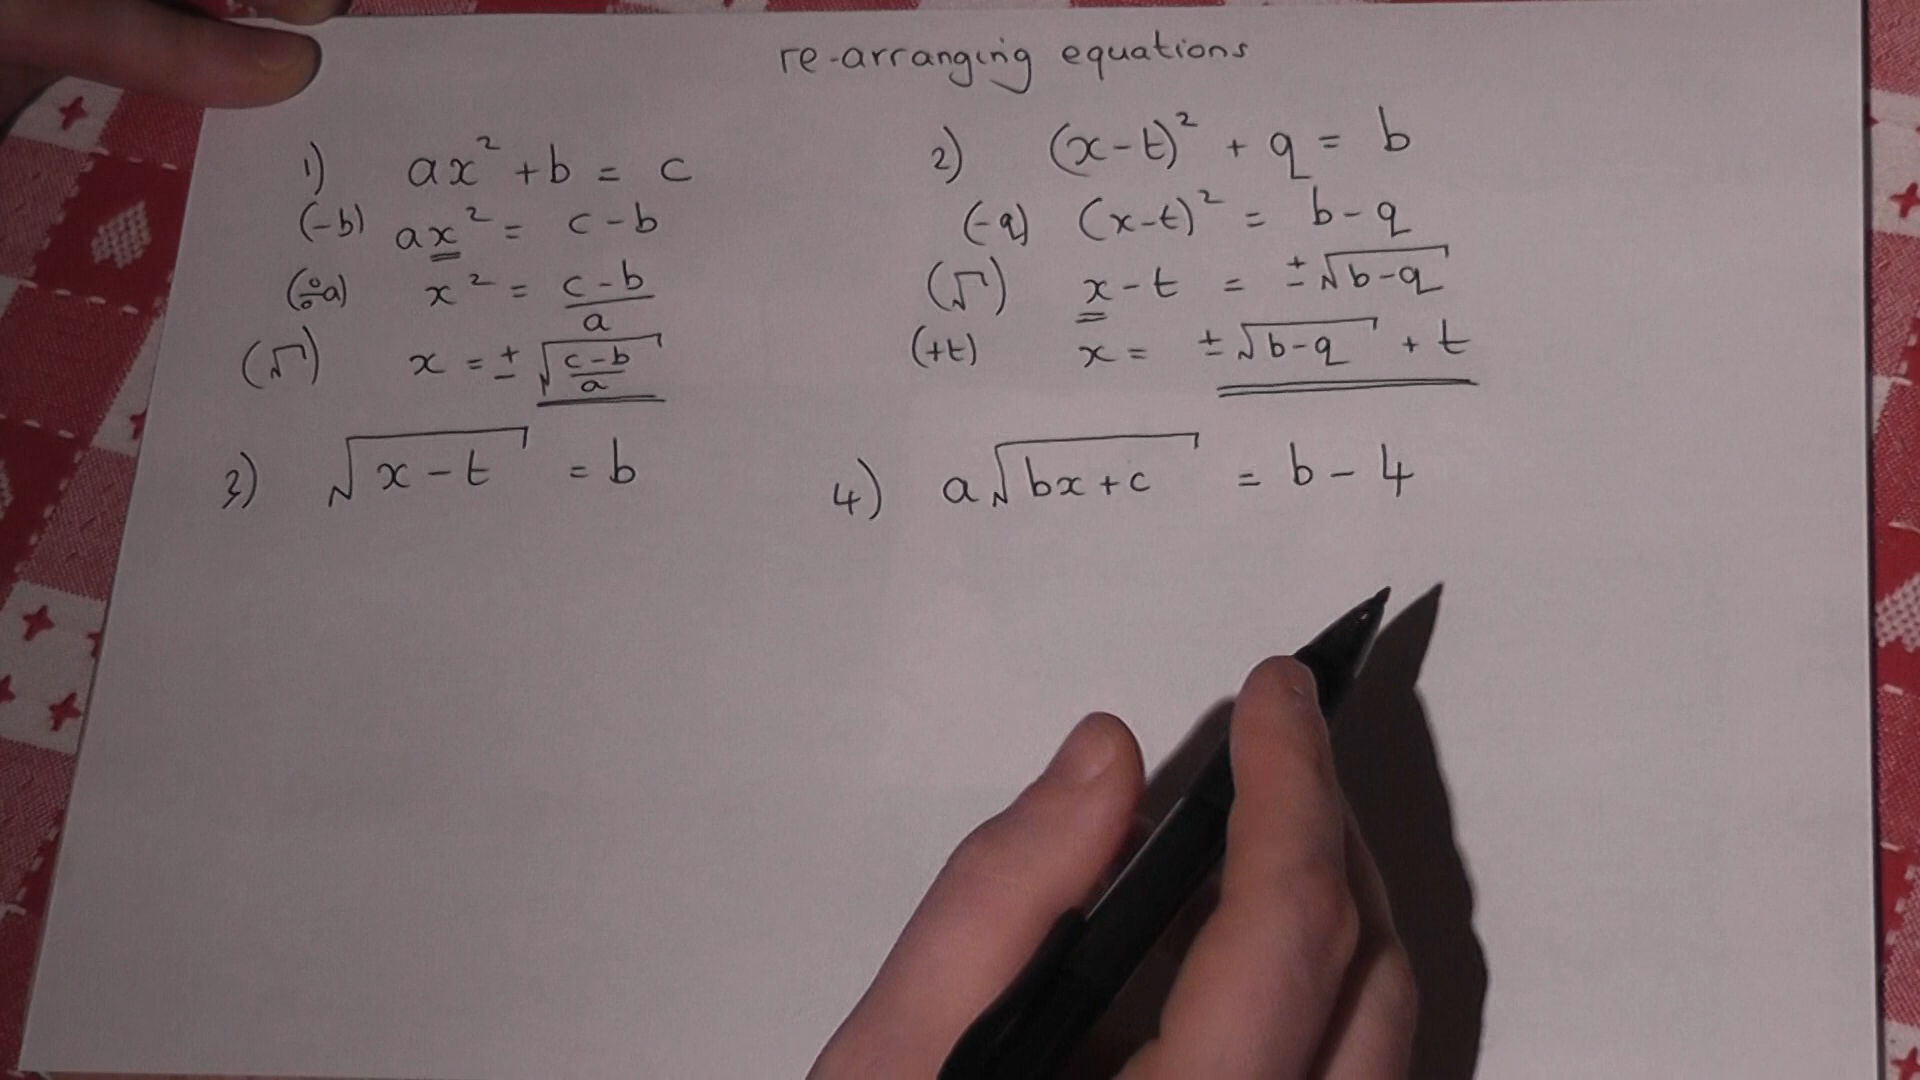 re-arranging equations
1) ax² + b = c
(-b) ax² = c - b
(÷a) x² = c - b / a
(√) x = ± √(c - b / a)
2) (x - t)² + q = b
(-q) (x - t)² = b - q
(√) x - t = ± √(b - q)
(+t) x = ± √(b - q) + t
3) √(x - t) = b
4) a√(bx + c) = b - 4